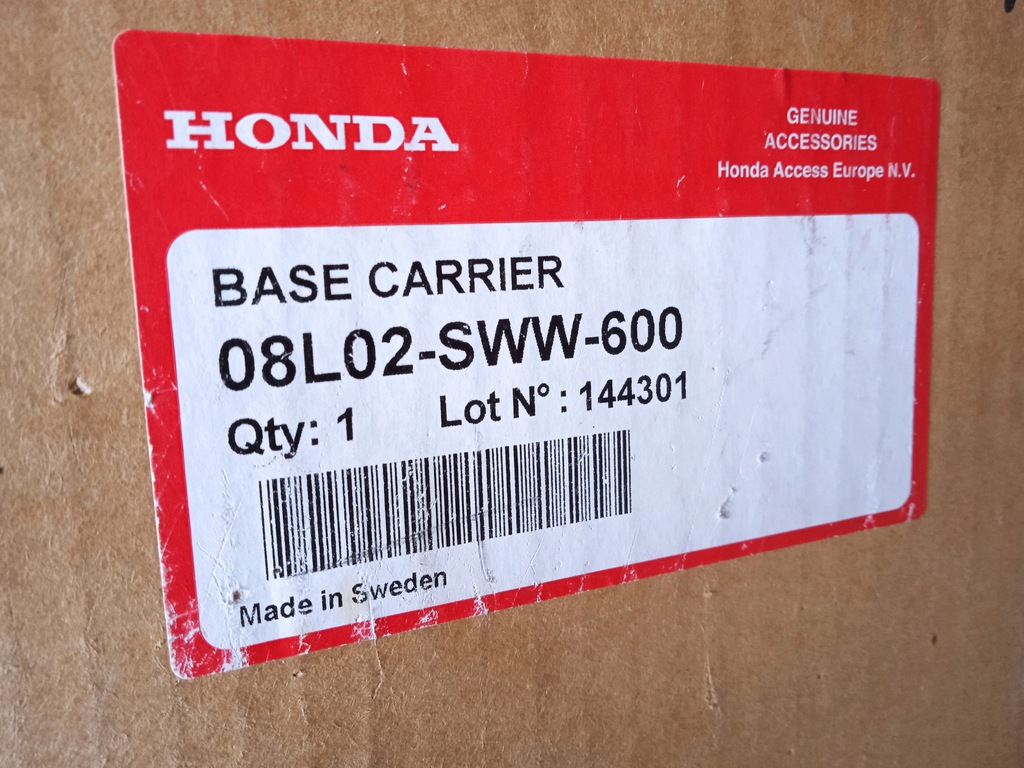 HONDA
GENUINE
ACCESSORIES
Honda Access Europe N.V.
BASE CARRIER
08L02-SWW-600
Qty: 1 Lot N° : 144301
Made in Sweden